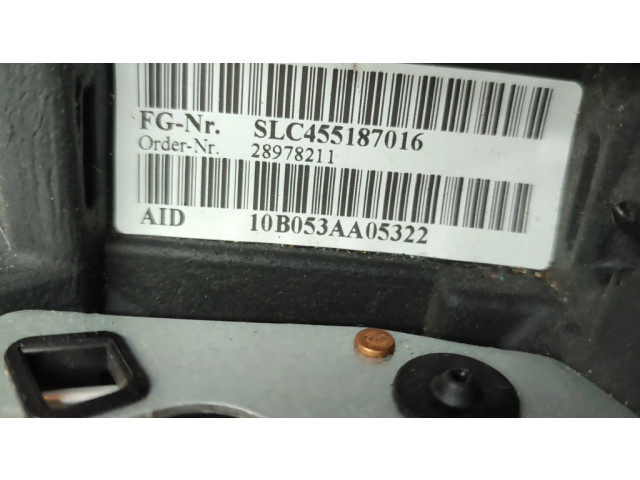 FG-Nr. SLC455187016
Order-Nr. 28978211
AID 10B053AA05322